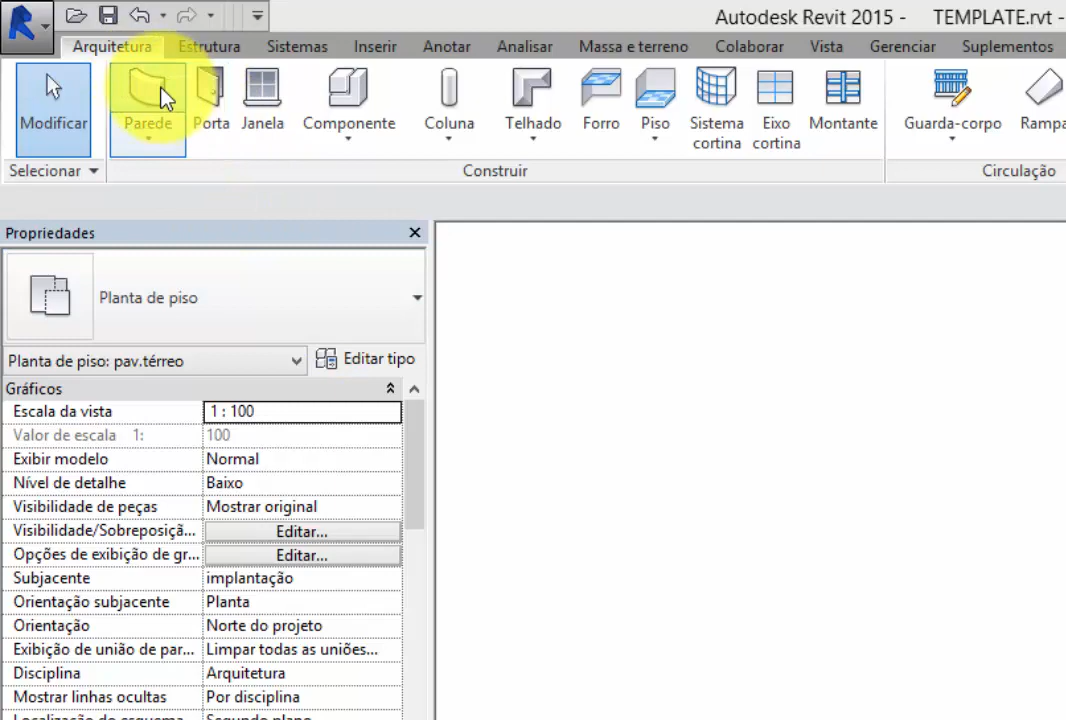 Autodesk Revit 2015 - TEMPLATE.rvt -
Arquitetura Estrutura Sistemas Inserir Anotar Analisar Massa e terreno Colaborar Vista Gerenciar Suplementos
Modificar Parede Porta Janela Componente Coluna Telhado Forro Piso Sistema cortina Eixo cortina Montante Guarda-corpo Rampa
Selecionar Construir Circulação
Propriedades
Planta de piso
Planta de piso: pav.térreo Editar tipo
Gráficos
Escala da vista 1 : 100
Valor de escala 1: 100
Exibir modelo Normal
Nível de detalhe Baixo
Visibilidade de peças Mostrar original
Visibilidade/Sobreposiçã... Editar...
Opções de exibição de gr... Editar...
Subjacente implantação
Orientação subjacente Planta
Orientação Norte do projeto
Exibição de união de par... Limpar todas as uniões...
Disciplina Arquitetura
Mostrar linhas ocultas Por disciplina
Localização do esquema Segundo plano